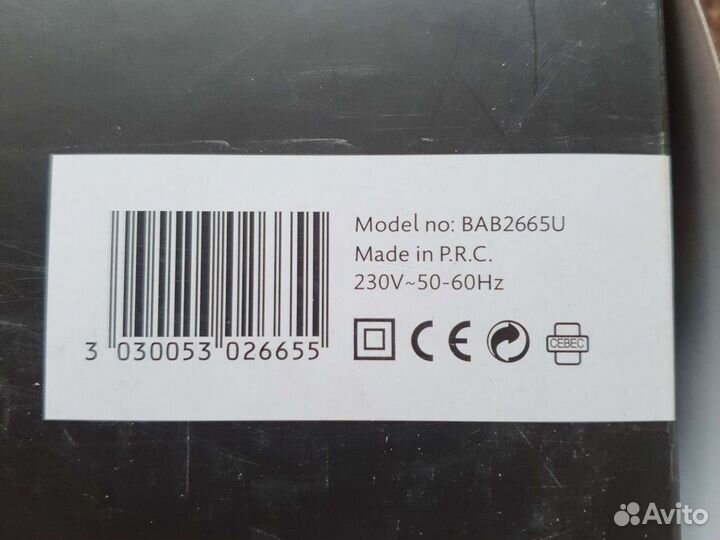 Model no: BAB2665U
Made in P.R.C.
230V~50-60Hz
3 030053 026655
CE
CEBEC
Avito